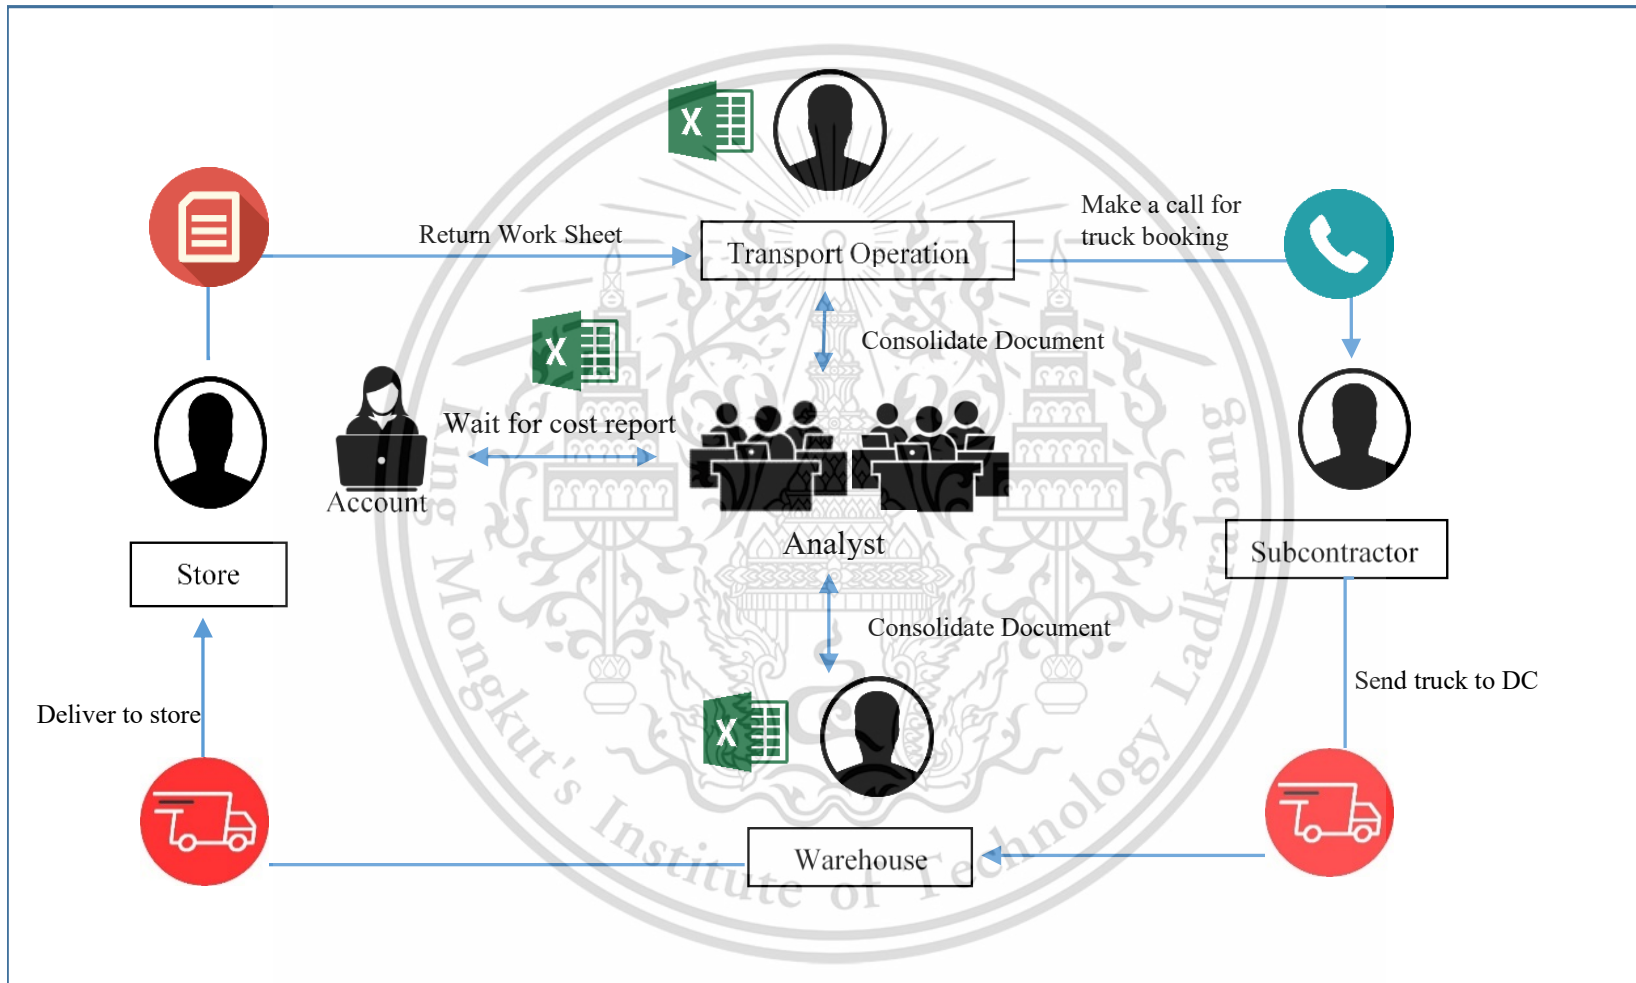 Make a call for
truck booking
Return Work Sheet
Transport Operation
Consolidate Document
X
X
Wait for cost report
Account
Analyst
Subcontractor
Store
Consolidate Document
Send truck to DC
Deliver to store
X
Warehouse
King Mongkut's Institute of Technology Ladkrabang